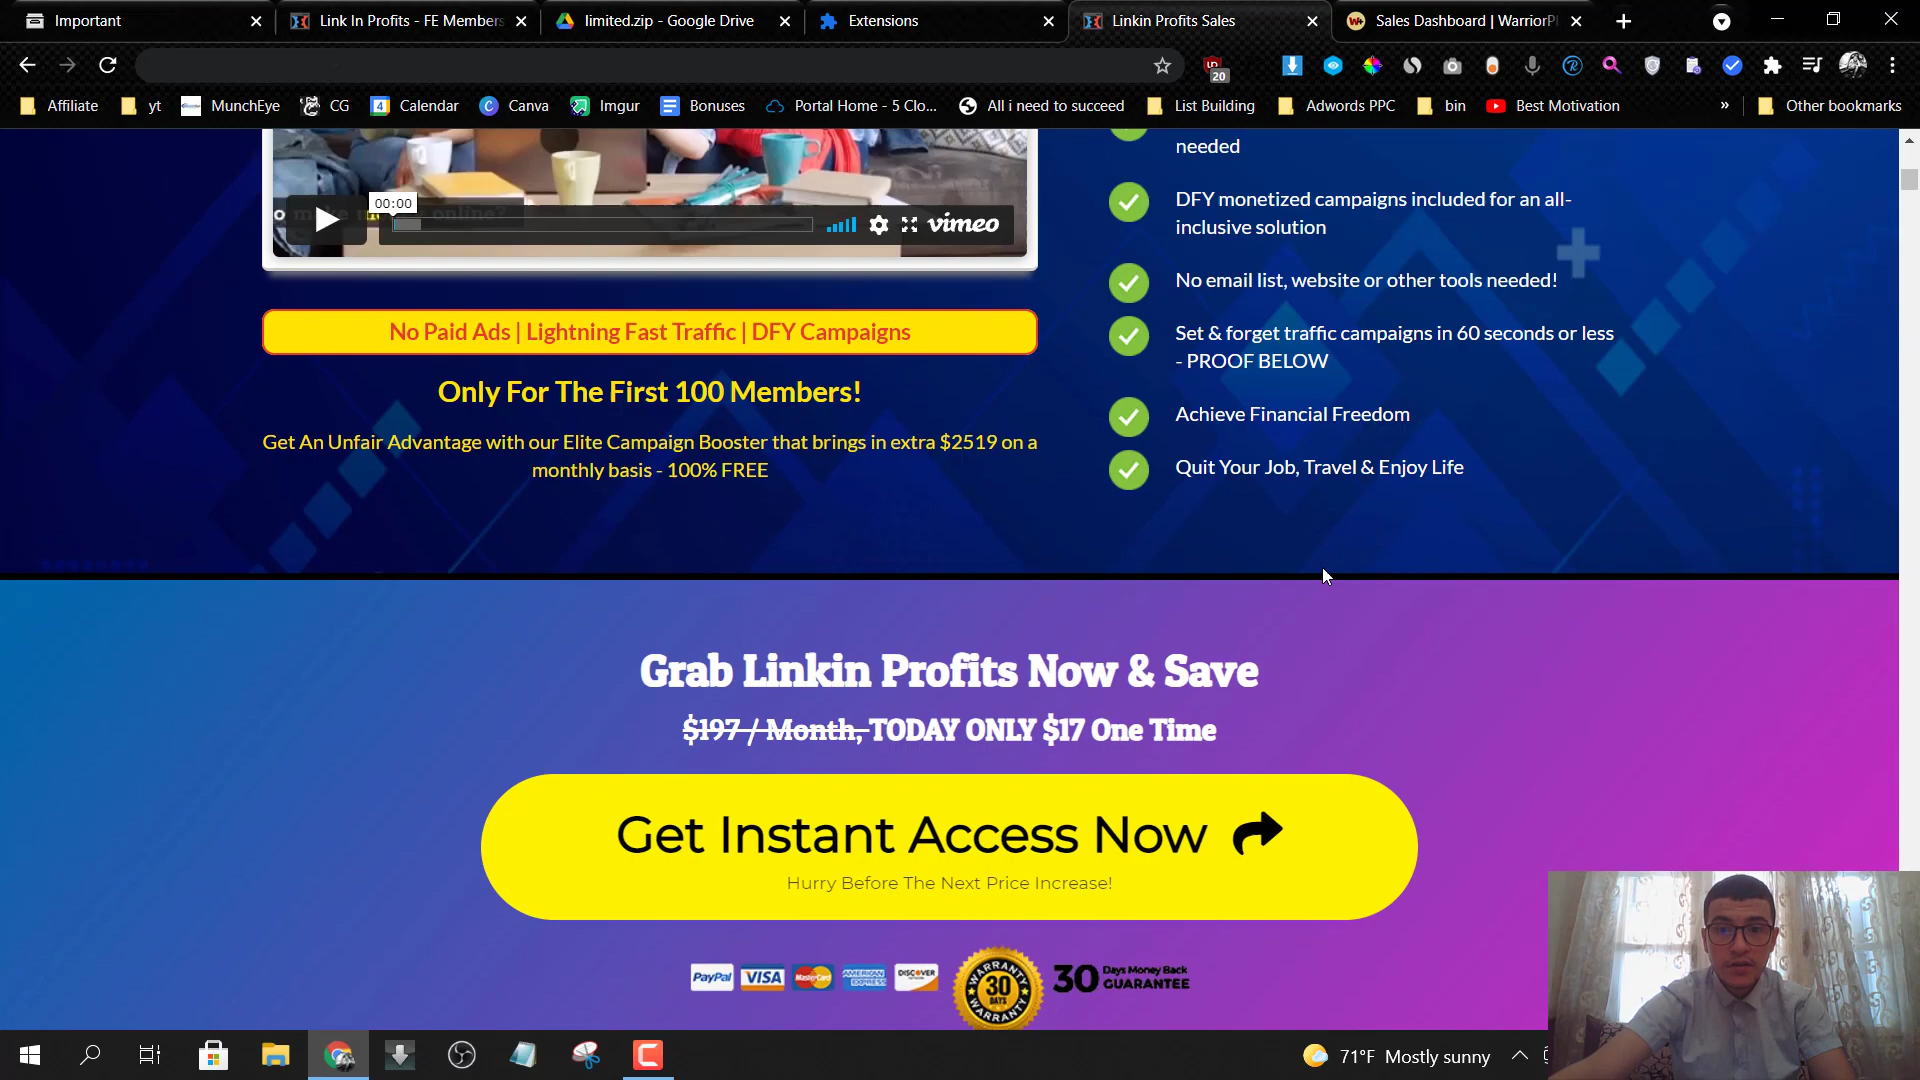 Important
Link In Profits - FE Members
limited.zip - Google Drive
Extensions
Linkin Profits Sales
Sales Dashboard | WarriorPl
20
Affiliate
yt
MunchEye
CG
Calendar
Canva
Imgur
Bonuses
Portal Home - 5 Clo...
All i need to succeed
List Building
Adwords PPC
bin
Best Motivation
»
Other bookmarks
00:00
vimeo
No Paid Ads | Lightning Fast Traffic | DFY Campaigns
Only For The First 100 Members!
Get An Unfair Advantage with our Elite Campaign Booster that brings in extra $2519 on a
monthly basis - 100% FREE
needed
DFY monetized campaigns included for an all-
inclusive solution
No email list, website or other tools needed!
Set & forget traffic campaigns in 60 seconds or less
- PROOF BELOW
Achieve Financial Freedom
Quit Your Job, Travel & Enjoy Life
Grab Linkin Profits Now & Save
$197 / Month, TODAY ONLY $17 One Time
Get Instant Access Now
Hurry Before The Next Price Increase!
PayPal VISA MasterCard AMERICAN EXPRESS DISCOVER
WARRANTY 30 DAYS WARRANTY
30 Days Money Back
GUARANTEE
71°F Mostly sunny